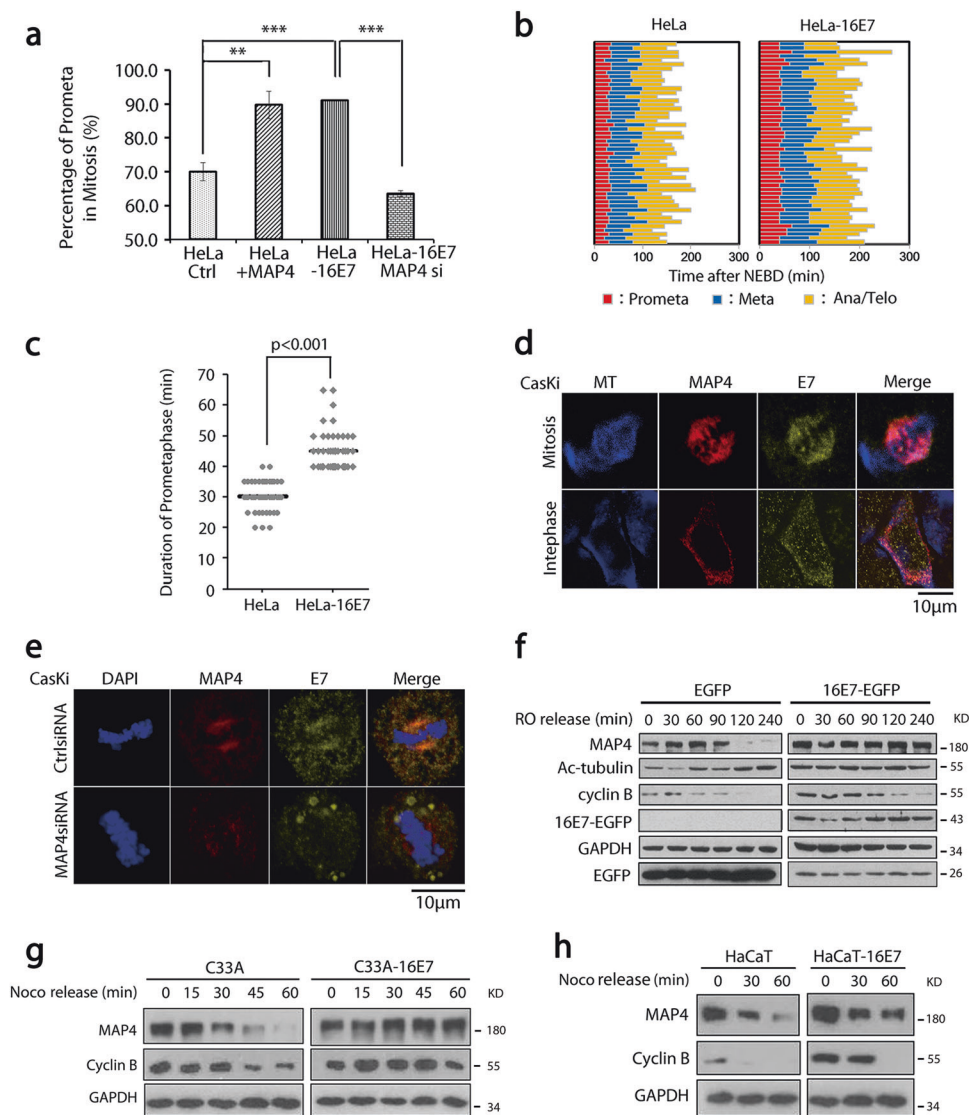 a
*** ***
**
100.0
90.0
80.0
70.0
60.0
50.0
Percentage of Prometa
in Mitosis (%)
HeLa HeLa HeLa HeLa-16E7
Ctrl +MAP4 -16E7 MAP4 si
b
HeLa HeLa-16E7
0 100 200 300 0 100 200 300
Time after NEBD (min)
: Prometa : Meta : Ana/Telo
c
p<0.001
70
60
50
40
30
20
10
0
Duration of Prometaphase (min)
HeLa HeLa-16E7
d
CasKi MT MAP4 E7 Merge
Mitosis
Intephase
10μm
e
CasKi DAPI MAP4 E7 Merge
CtrlsiRNA
MAP4siRNA
10μm
f
EGFP 16E7-EGFP
RO release (min) 0 30 60 90 120 240 0 30 60 90 120 240 KD
MAP4 180
Ac-tubulin 55
cyclin B 55
16E7-EGFP 43
GAPDH 34
EGFP 26
g
C33A C33A-16E7
Noco release (min) 0 15 30 45 60 0 15 30 45 60 KD
MAP4 180
Cyclin B 55
GAPDH 34
h
HaCaT HaCaT-16E7
Noco release (min) 0 30 60 0 30 60 KD
MAP4 180
Cyclin B 55
GAPDH 34